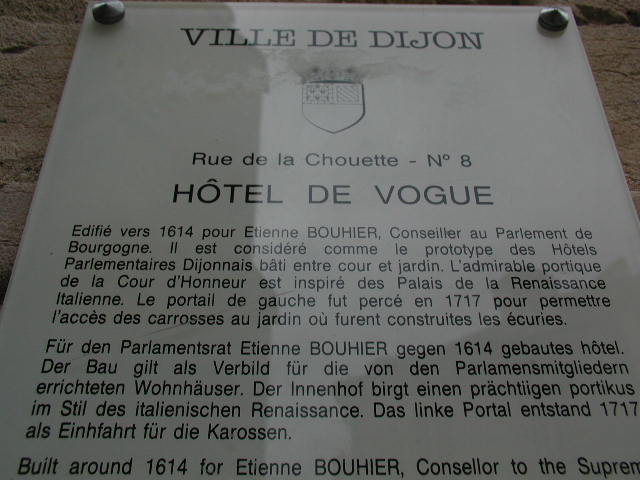 VILLE DE DIJON
Rue de la Chouette - Nº 8
HÔTEL DE VOGUE
Edifié vers 1614 pour Etienne BOUHIER, Conseiller au Parlement de
Bourgogne. Il est considéré comme le prototype des Hôtels
Parlementaires Dijonnais bâti entre cour et jardin. L'admirable portique
de la Cour d'Honneur est inspiré des Palais de la Renaissance
Italienne. Le portail de gauche fut percé en 1717 pour permettre
l'accès des carrosses au jardin où furent construites les écuries.
Für den Parlamentsrat Etienne BOUHIER gegen 1614 gebautes hôtel.
Der Bau gilt als Verbild für die von den Parlamensmitgliedern
errichteten Wohnhäuser. Der Innenhof birgt einen prächtiigen portikus
im Stil des italienischen Renaissance. Das linke Portal entstand 1717
als Einhfahrt für die Karossen.
Built around 1614 for Etienne BOUHIER, Consellor to the Suprem